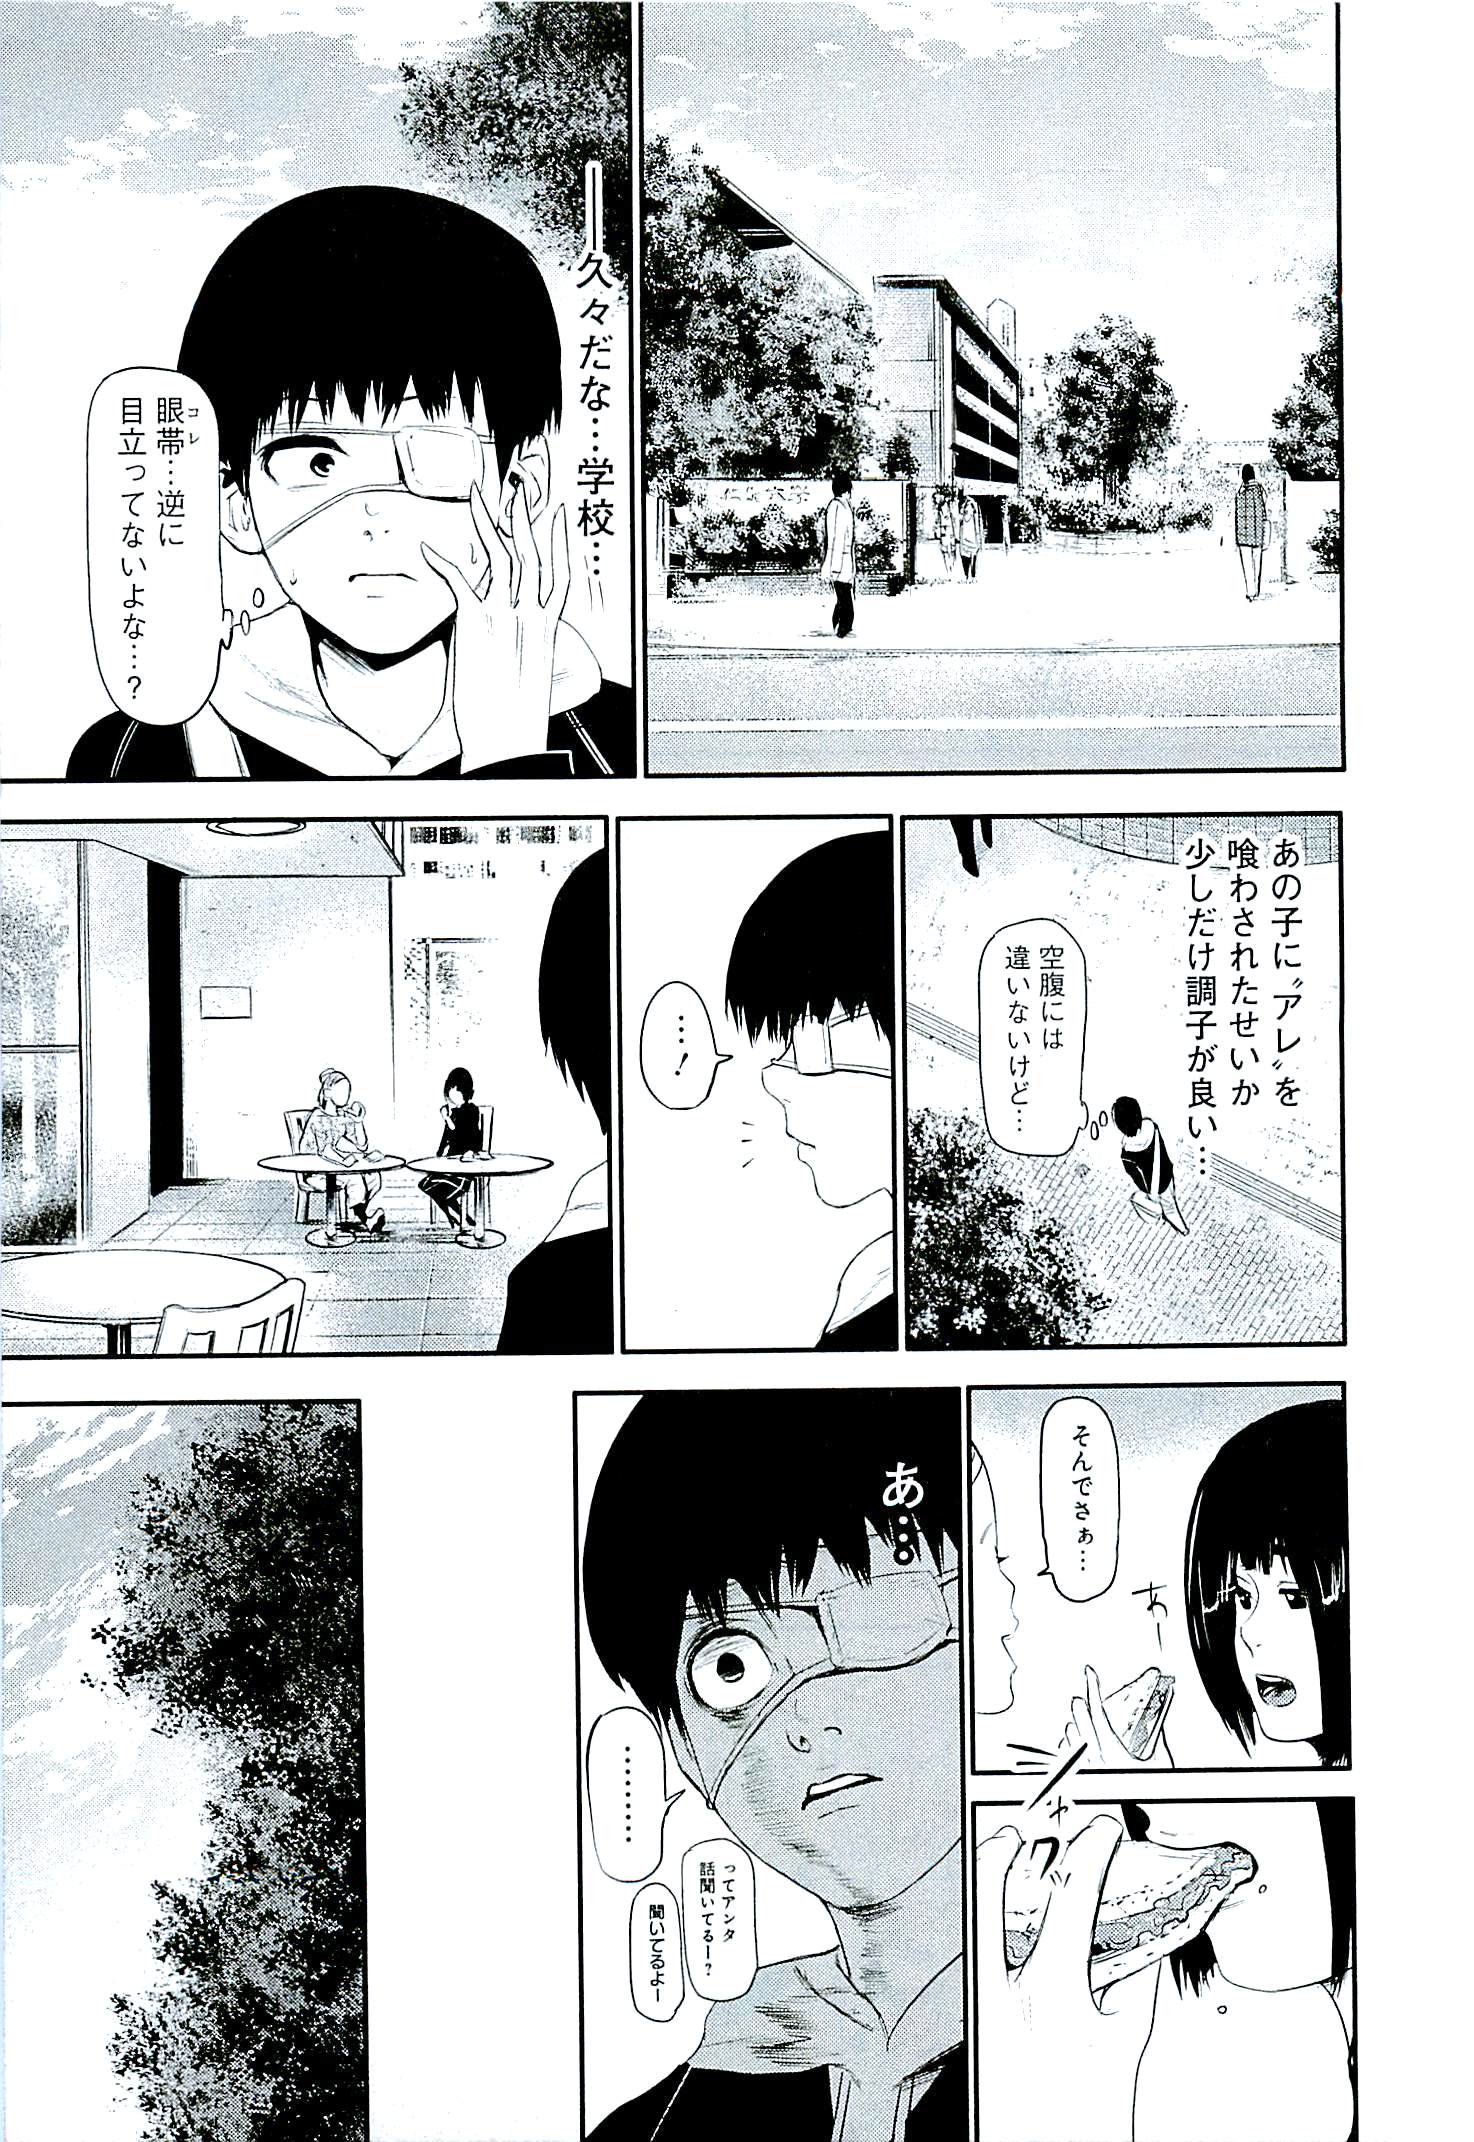 ――久々だな…学校…
眼帯…逆に
コレ
目立ってないよな…？
あの子に〝アレ〟を
喰わされたせいか
少しだけ調子が良い…
空腹には
違いないけど…
…！
そんでさぁ…
あー
あ…
………
ってアンタ
話聞いてるー？
聞いてるよー